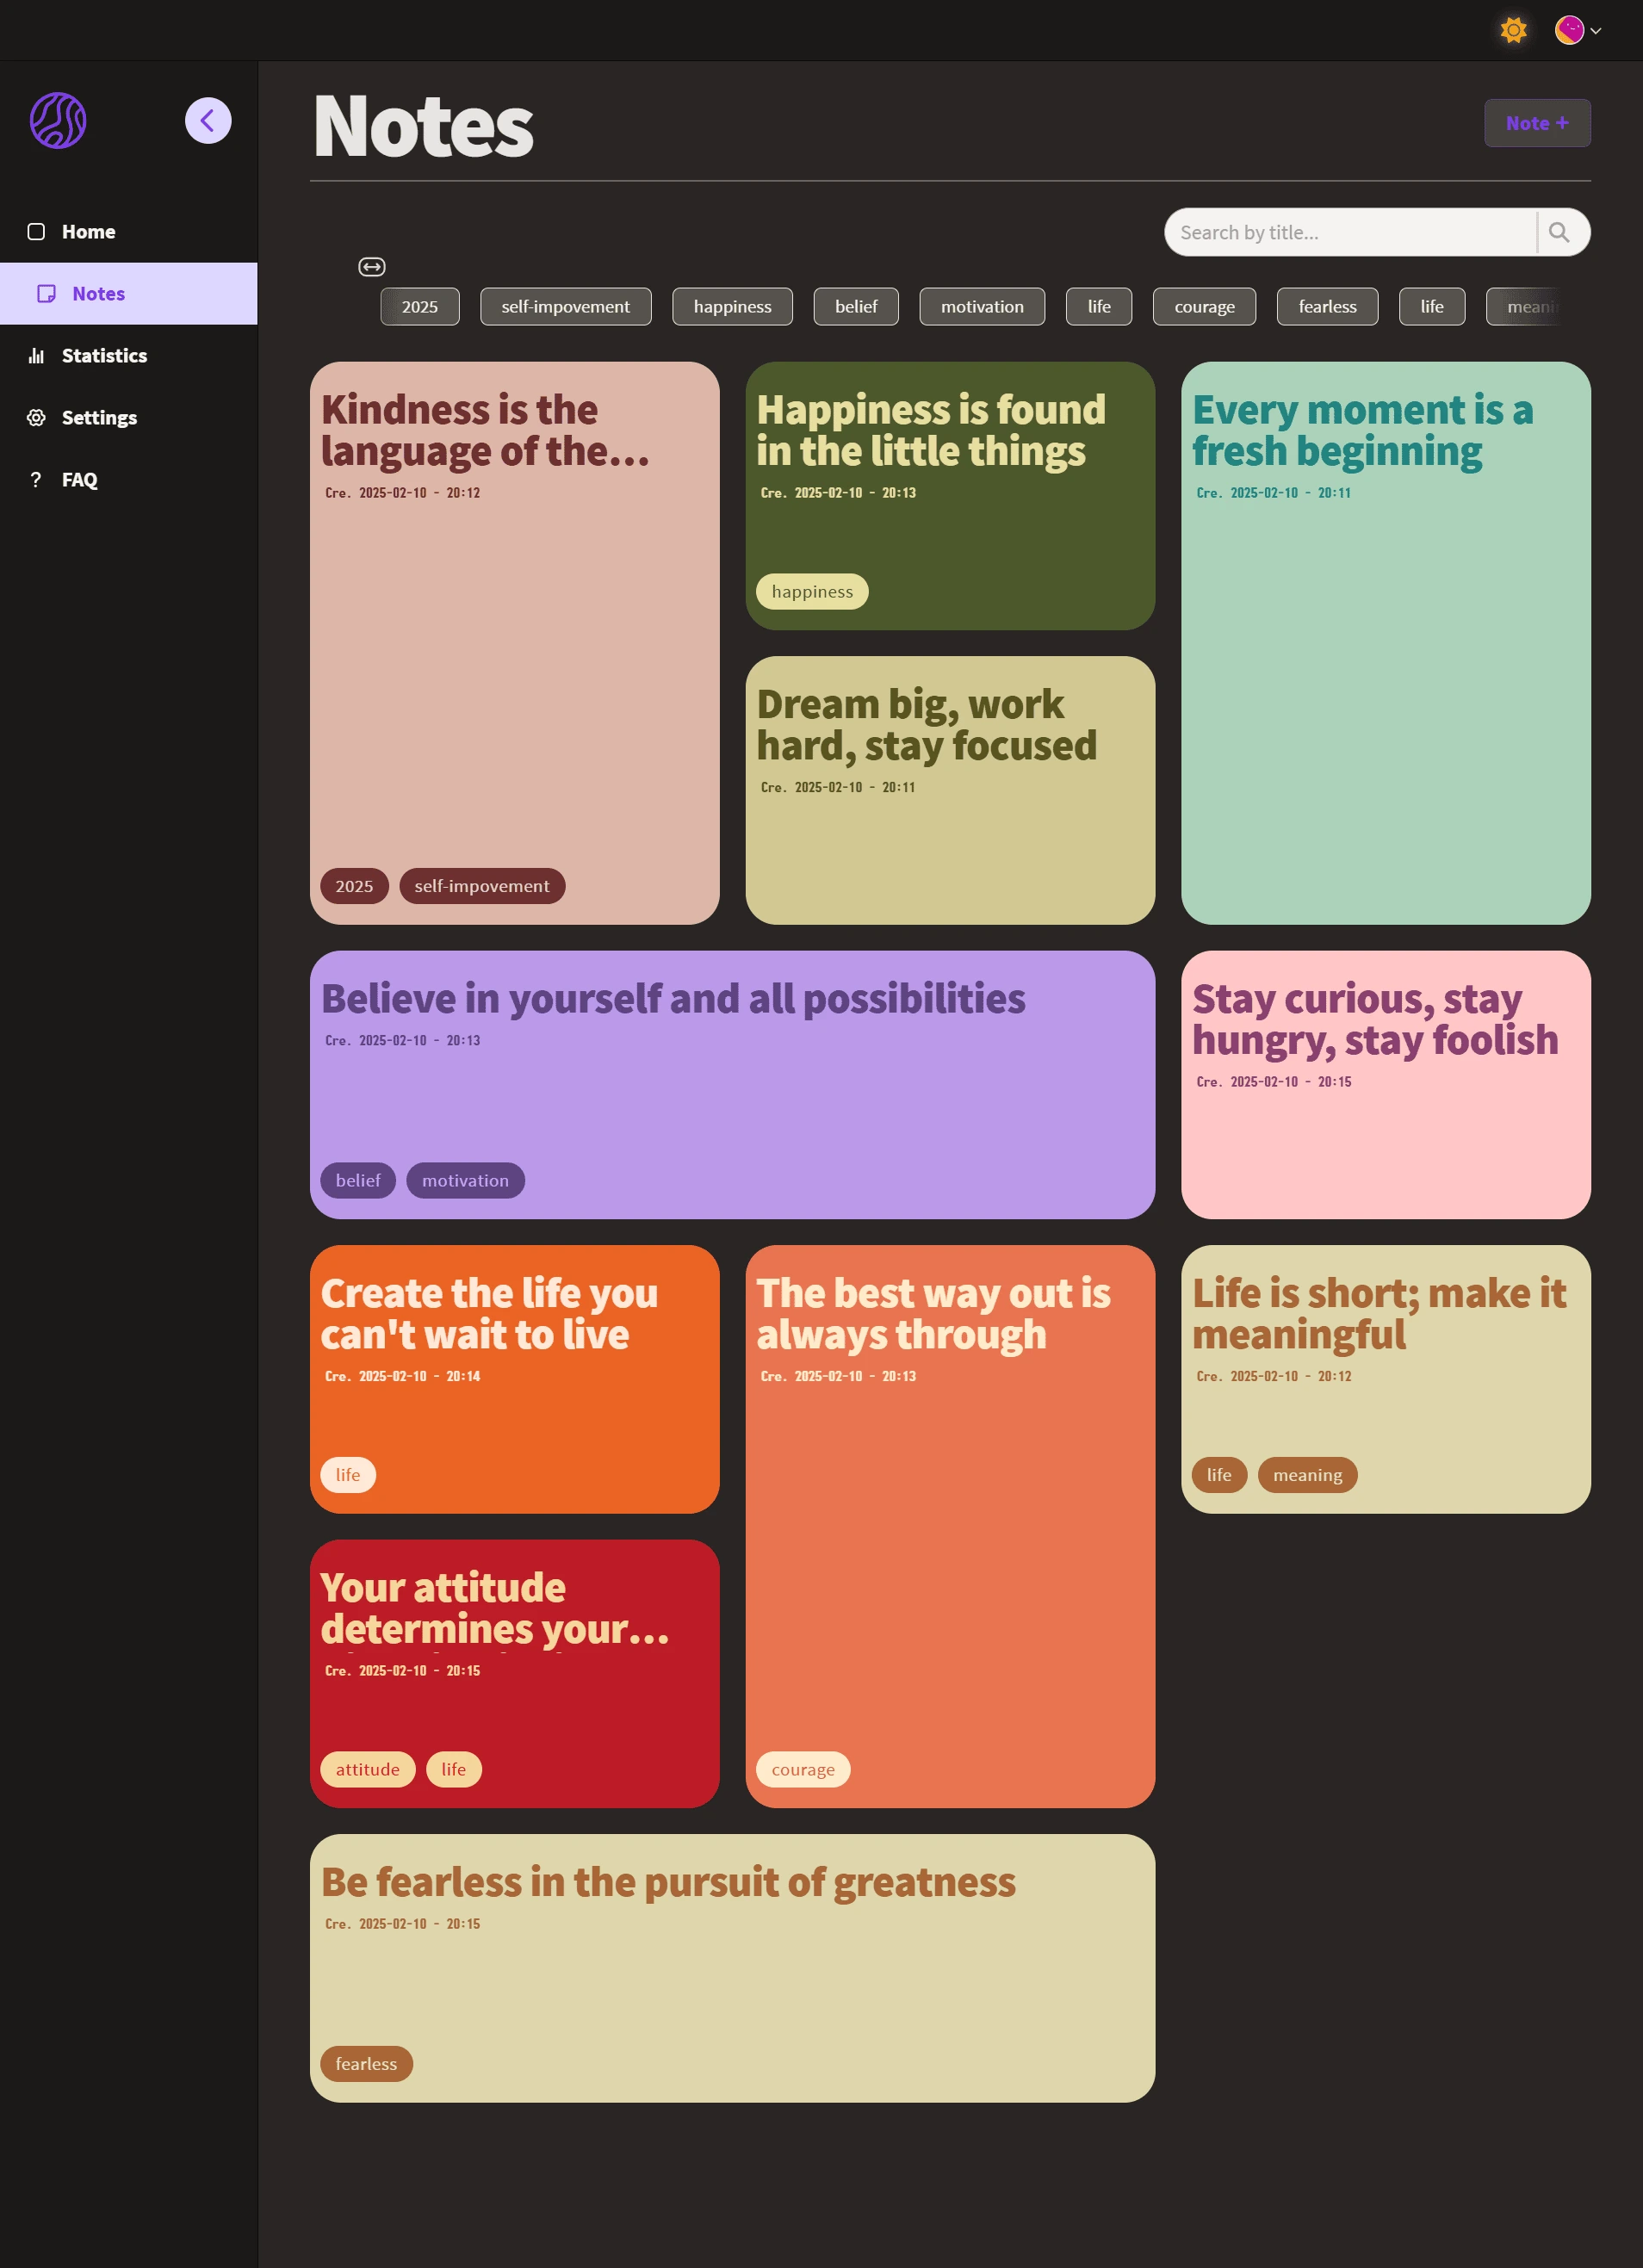 Notes
Note +
Home
Notes
Statistics
Settings
? FAQ
Search by title...
2025 self-impovement happiness belief motivation life courage fearless life
Kindness is the
language of the...
Cre. 2025-02-10 - 20:12
2025 self-impovement
Happiness is found
in the little things
Cre. 2025-02-10 - 20:13
happiness
Every moment is a
fresh beginning
Cre. 2025-02-10 - 20:11
Dream big, work
hard, stay focused
Cre. 2025-02-10 - 20:11
Believe in yourself and all possibilities
Cre. 2025-02-10 - 20:13
belief motivation
Stay curious, stay
hungry, stay foolish
Cre. 2025-02-10 - 20:15
Create the life you
can't wait to live
Cre. 2025-02-10 - 20:14
life
The best way out is
always through
Cre. 2025-02-10 - 20:13
courage
Life is short; make it
meaningful
Cre. 2025-02-10 - 20:12
life meaning
Your attitude
determines your...
Cre. 2025-02-10 - 20:15
attitude life
Be fearless in the pursuit of greatness
Cre. 2025-02-10 - 20:15
fearless